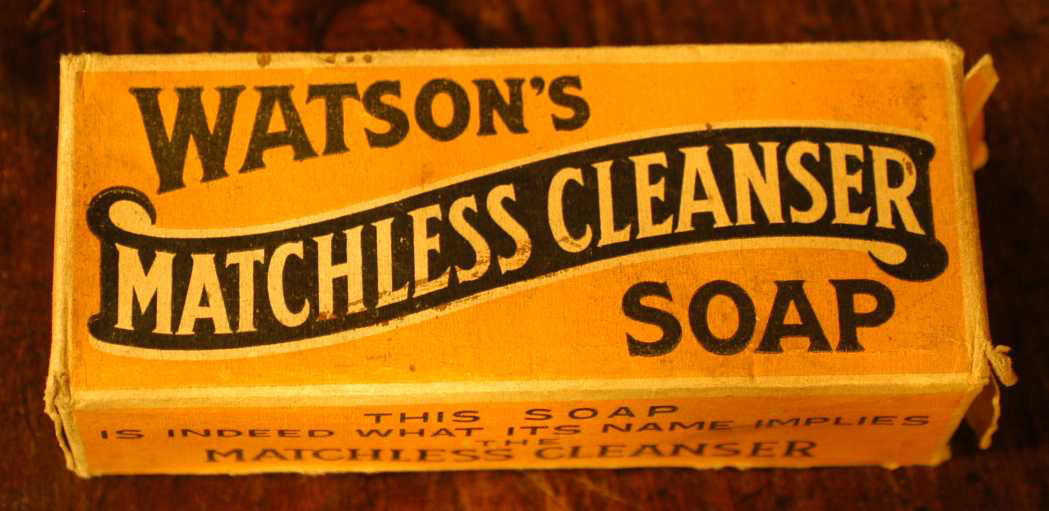 WATSON'S
MATCHLESS CLEANSER
SOAP
THIS SOAP
IS INDEED WHAT ITS NAME IMPLIES
THE
MATCHLESS CLEANSER